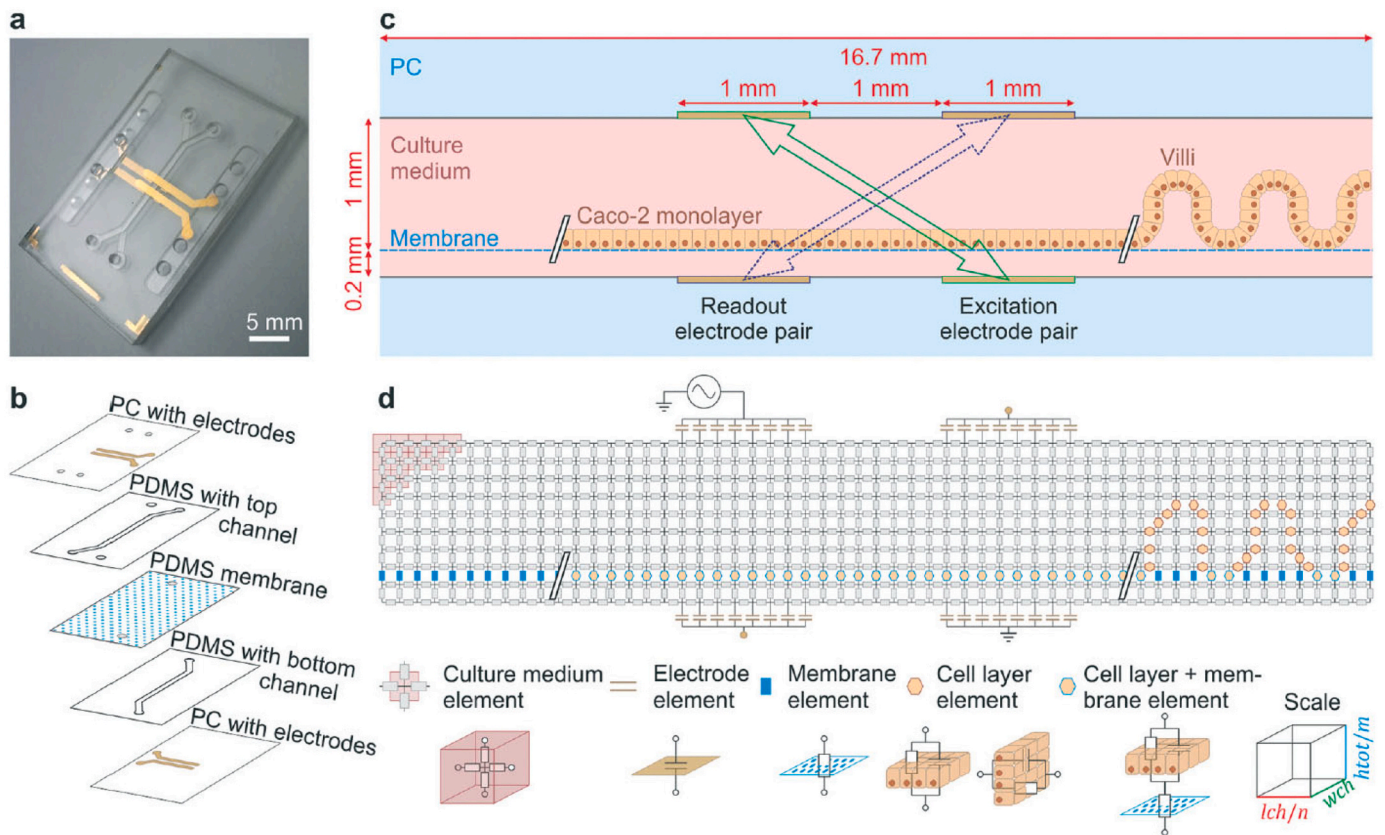 a
5 mm
b
PC with electrodes
PDMS with top
channel
PDMS membrane
PDMS with bottom
channel
PC with electrodes
c
16.7 mm
PC
1 mm
1 mm
1 mm
Culture
medium
Villi
1 mm
Caco-2 monolayer
Membrane
0.2 mm
Readout
electrode pair
Excitation
electrode pair
d
Culture medium
element
Electrode
element
Membrane
element
Cell layer
element
Cell layer + mem-
brane element
Scale
htot/m
wch
lch/n